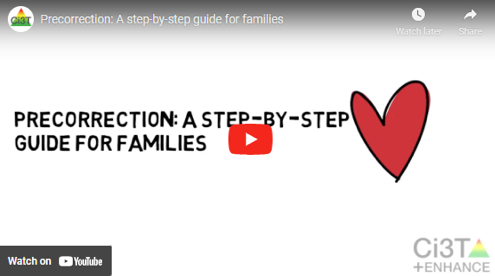 Ci3T
Precorrection: A step-by-step guide for families
Watch later
Share
PRECORRECTION: A STEP-BY-STEP
GUIDE FOR FAMILIES
Watch on YouTube
Ci3T
+ENHANCE